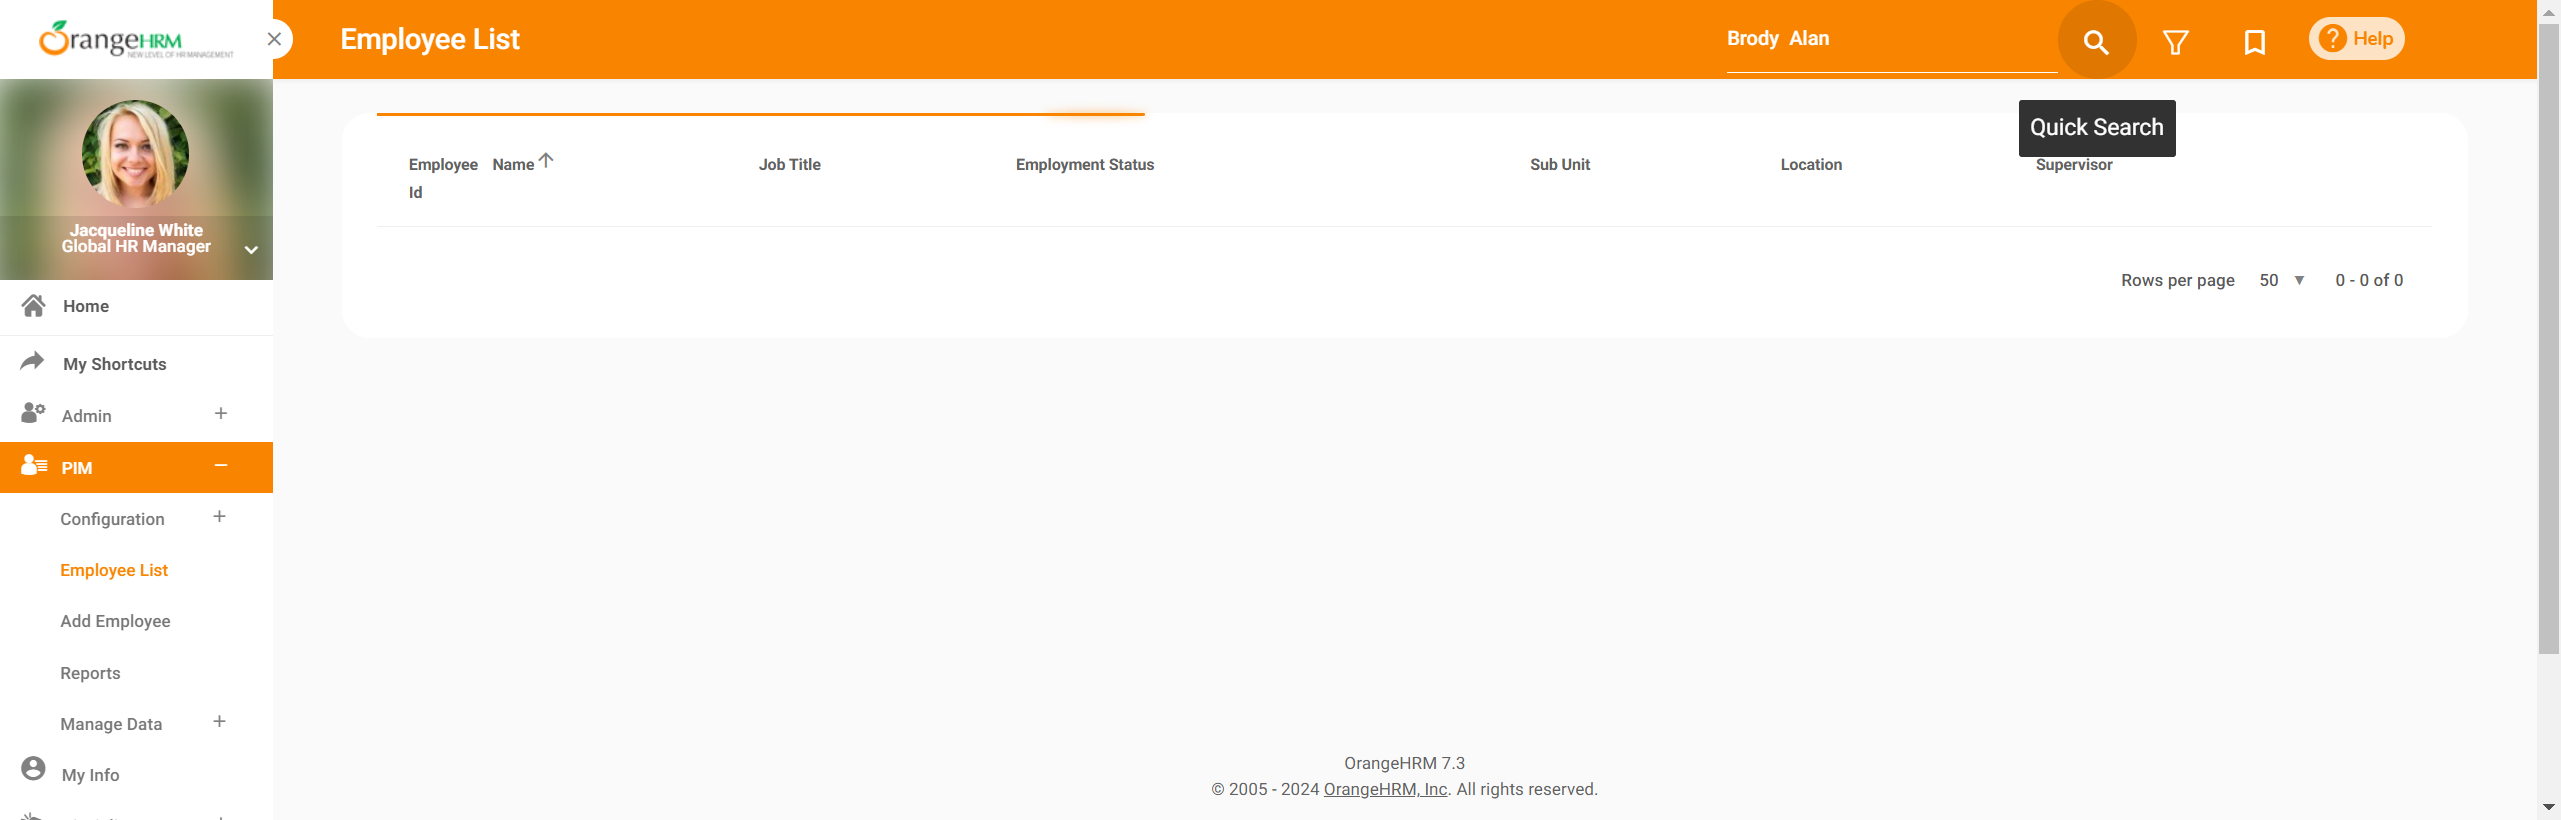 OrangeHRM
NEW LEVEL OF HR MANAGEMENT
Employee List
Brody  Alan
Help
Quick Search
Jacqueline White
Global HR Manager
Home
My Shortcuts
Admin
PIM
Configuration
Employee List
Add Employee
Reports
Manage Data
My Info
Employee Id
Name
Job Title
Employment Status
Sub Unit
Location
Supervisor
Rows per page 50 0 - 0 of 0
OrangeHRM 7.3
© 2005 - 2024 OrangeHRM, Inc. All rights reserved.